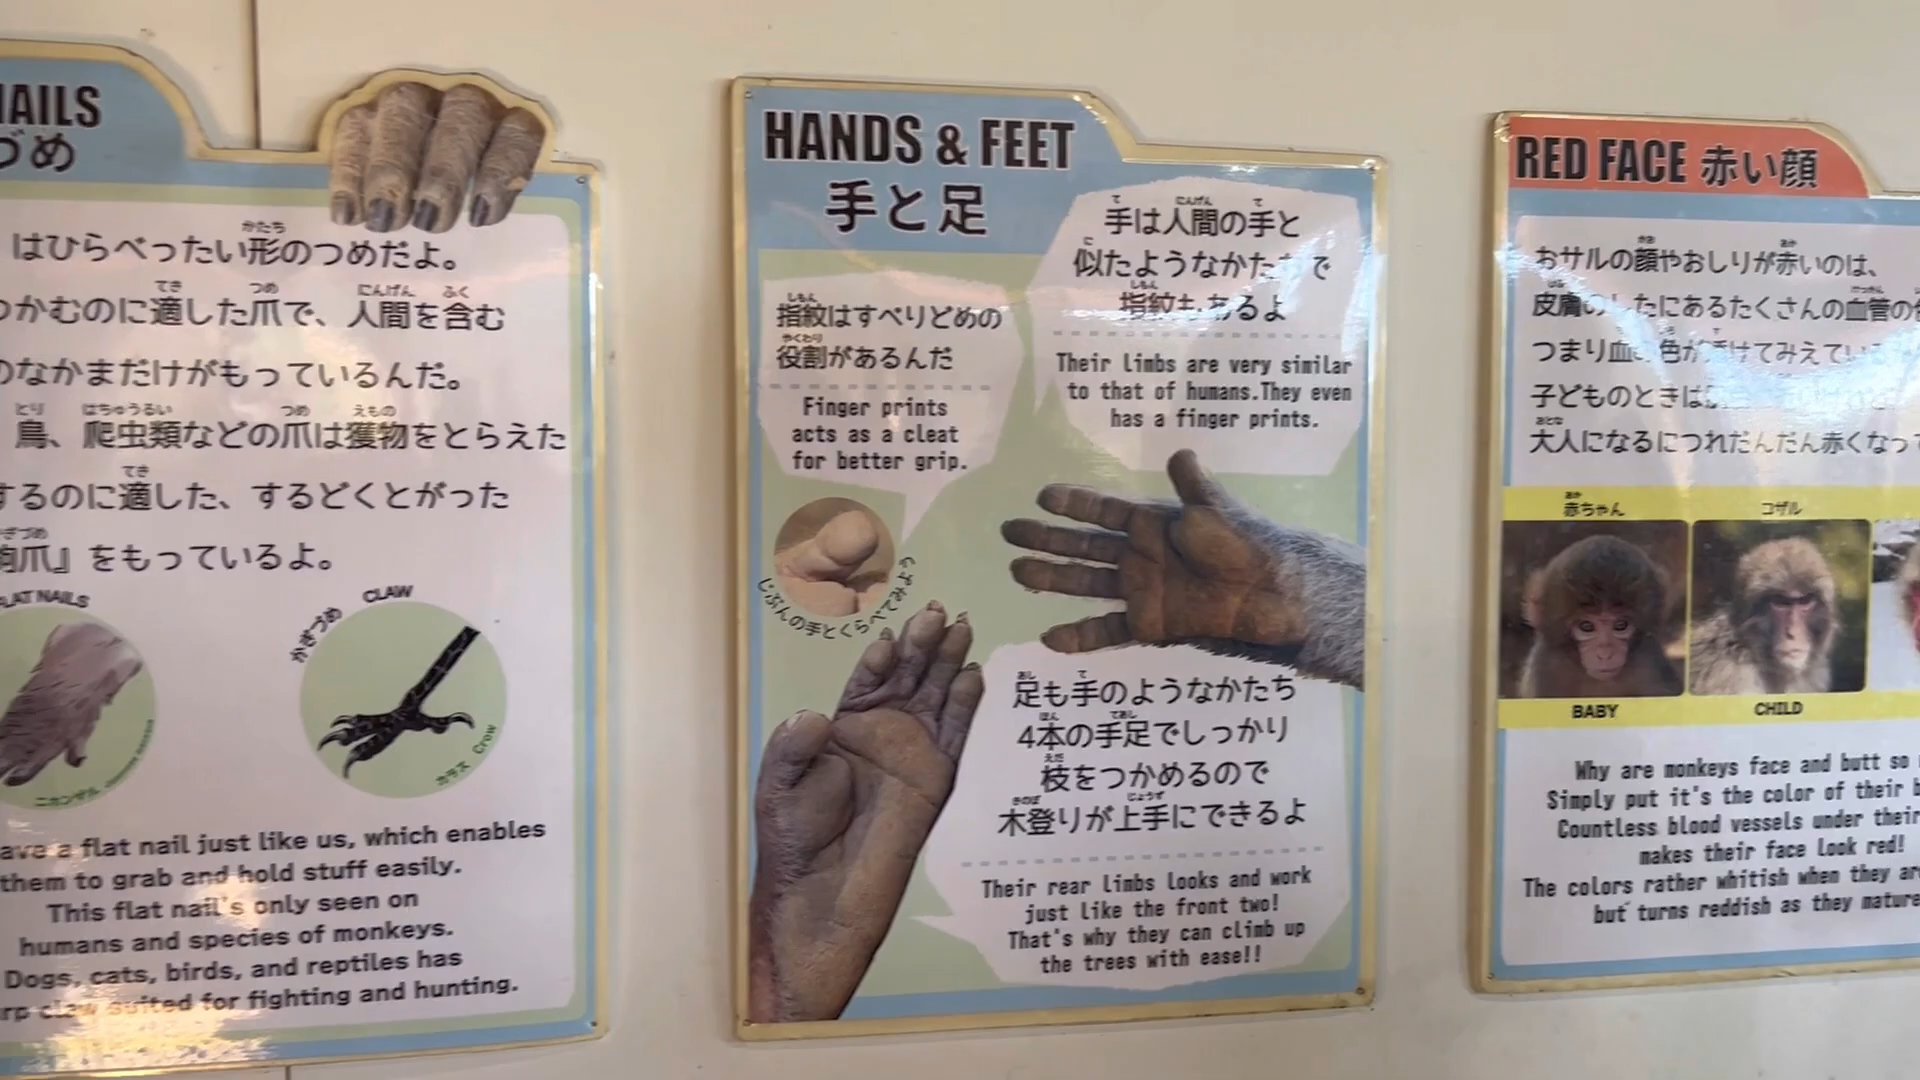 NAILS
づめ
はひらべったい形のつめだよ。
つかむのに適した爪で、人間を含む
のなかまだけがもっているんだ。
鳥、爬虫類などの爪は獲物をとらえた
するのに適した、するどくとがった
爪』をもっているよ。
FLAT NAILS
CLAW
かぎづめ
ニホンザル
カラス Crow
have a flat nail just like us, which enables
them to grab and hold stuff easily.
This flat nail's only seen on
humans and species of monkeys.
Dogs, cats, birds, and reptiles has
claw suited for fighting and hunting.
HANDS & FEET
手と足
手は人間の手と
似たようなかた で
指紋 あるよ
Their limbs are very similar
to that of humans.They even
has a finger prints.
指紋はすべりどめの
役割があるんだ
Finger prints
acts as a cleat
for better grip.
じぶんの手とくらべてみよう
足も手のようなかたち
4本の手足でしっかり
枝をつかめるので
木登りが上手にできるよ
Their rear limbs looks and work
just like the front two!
That's why they can climb up
the trees with ease!!
RED FACE 赤い顔
おサルの顔やおしりが赤いのは、
皮膚の したにあるたくさんの血管の
つまり血 色が けてみえてい
子どものときは
大人になるにつれだんだん赤くなって
赤ちゃん
コザル
BABY
CHILD
Why are monkeys face and butt so
Simply put it's the color of their
Countless blood vessels under their
makes their face look red!
The colors rather whitish when they
but turns reddish as they mature